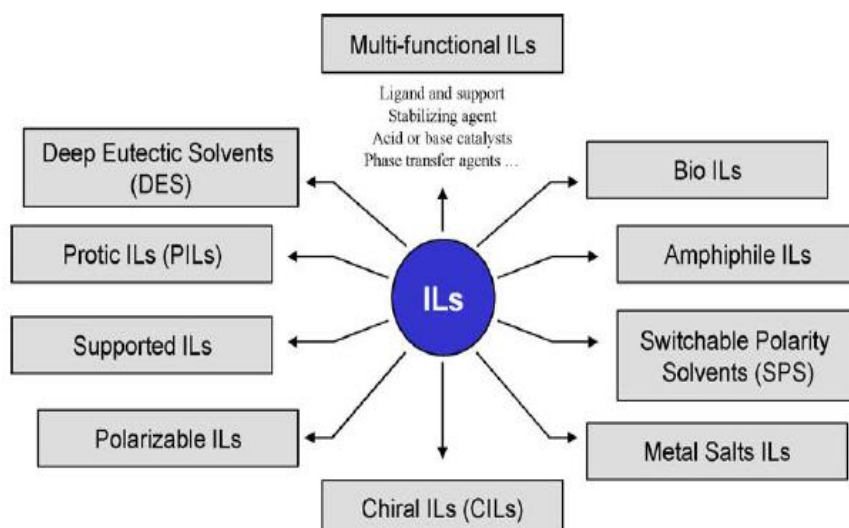 Multi-functional ILs
Ligand and support
Stabilizing agent
Acid or base catalysts
Phase transfer agents ...
Deep Eutectic Solvents
(DES)
Bio ILs
Protic ILs (PILs)
Amphiphile ILs
ILs
Supported ILs
Switchable Polarity
Solvents (SPS)
Polarizable ILs
Metal Salts ILs
Chiral ILs (CILs)